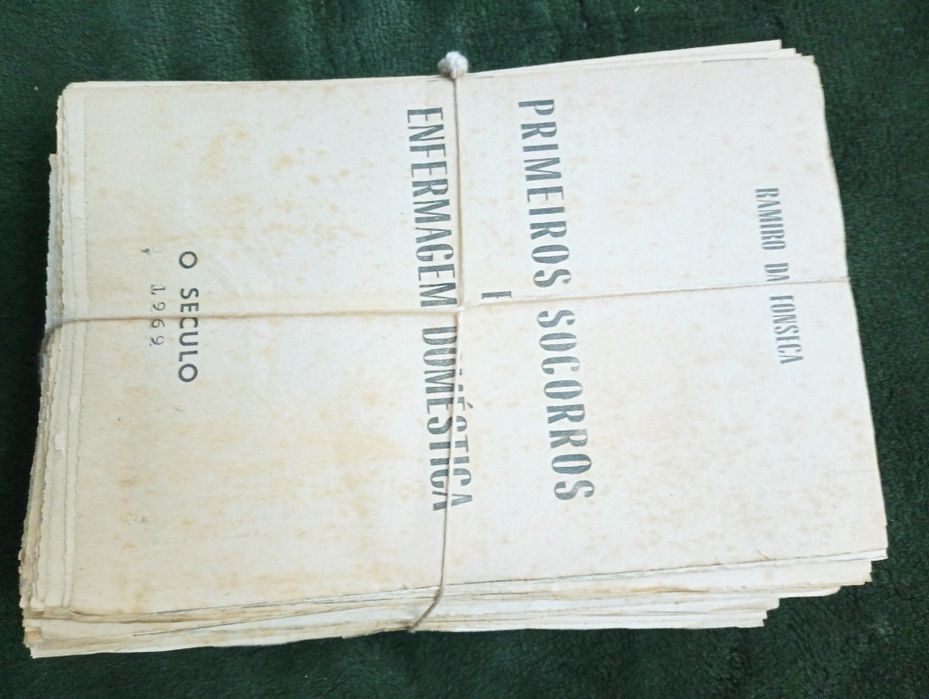 RAMIRO DA FONSECA
PRIMEIROS SOCORROS
E
ENFERMAGEM DOMÉSTICA
O SECULO
1969